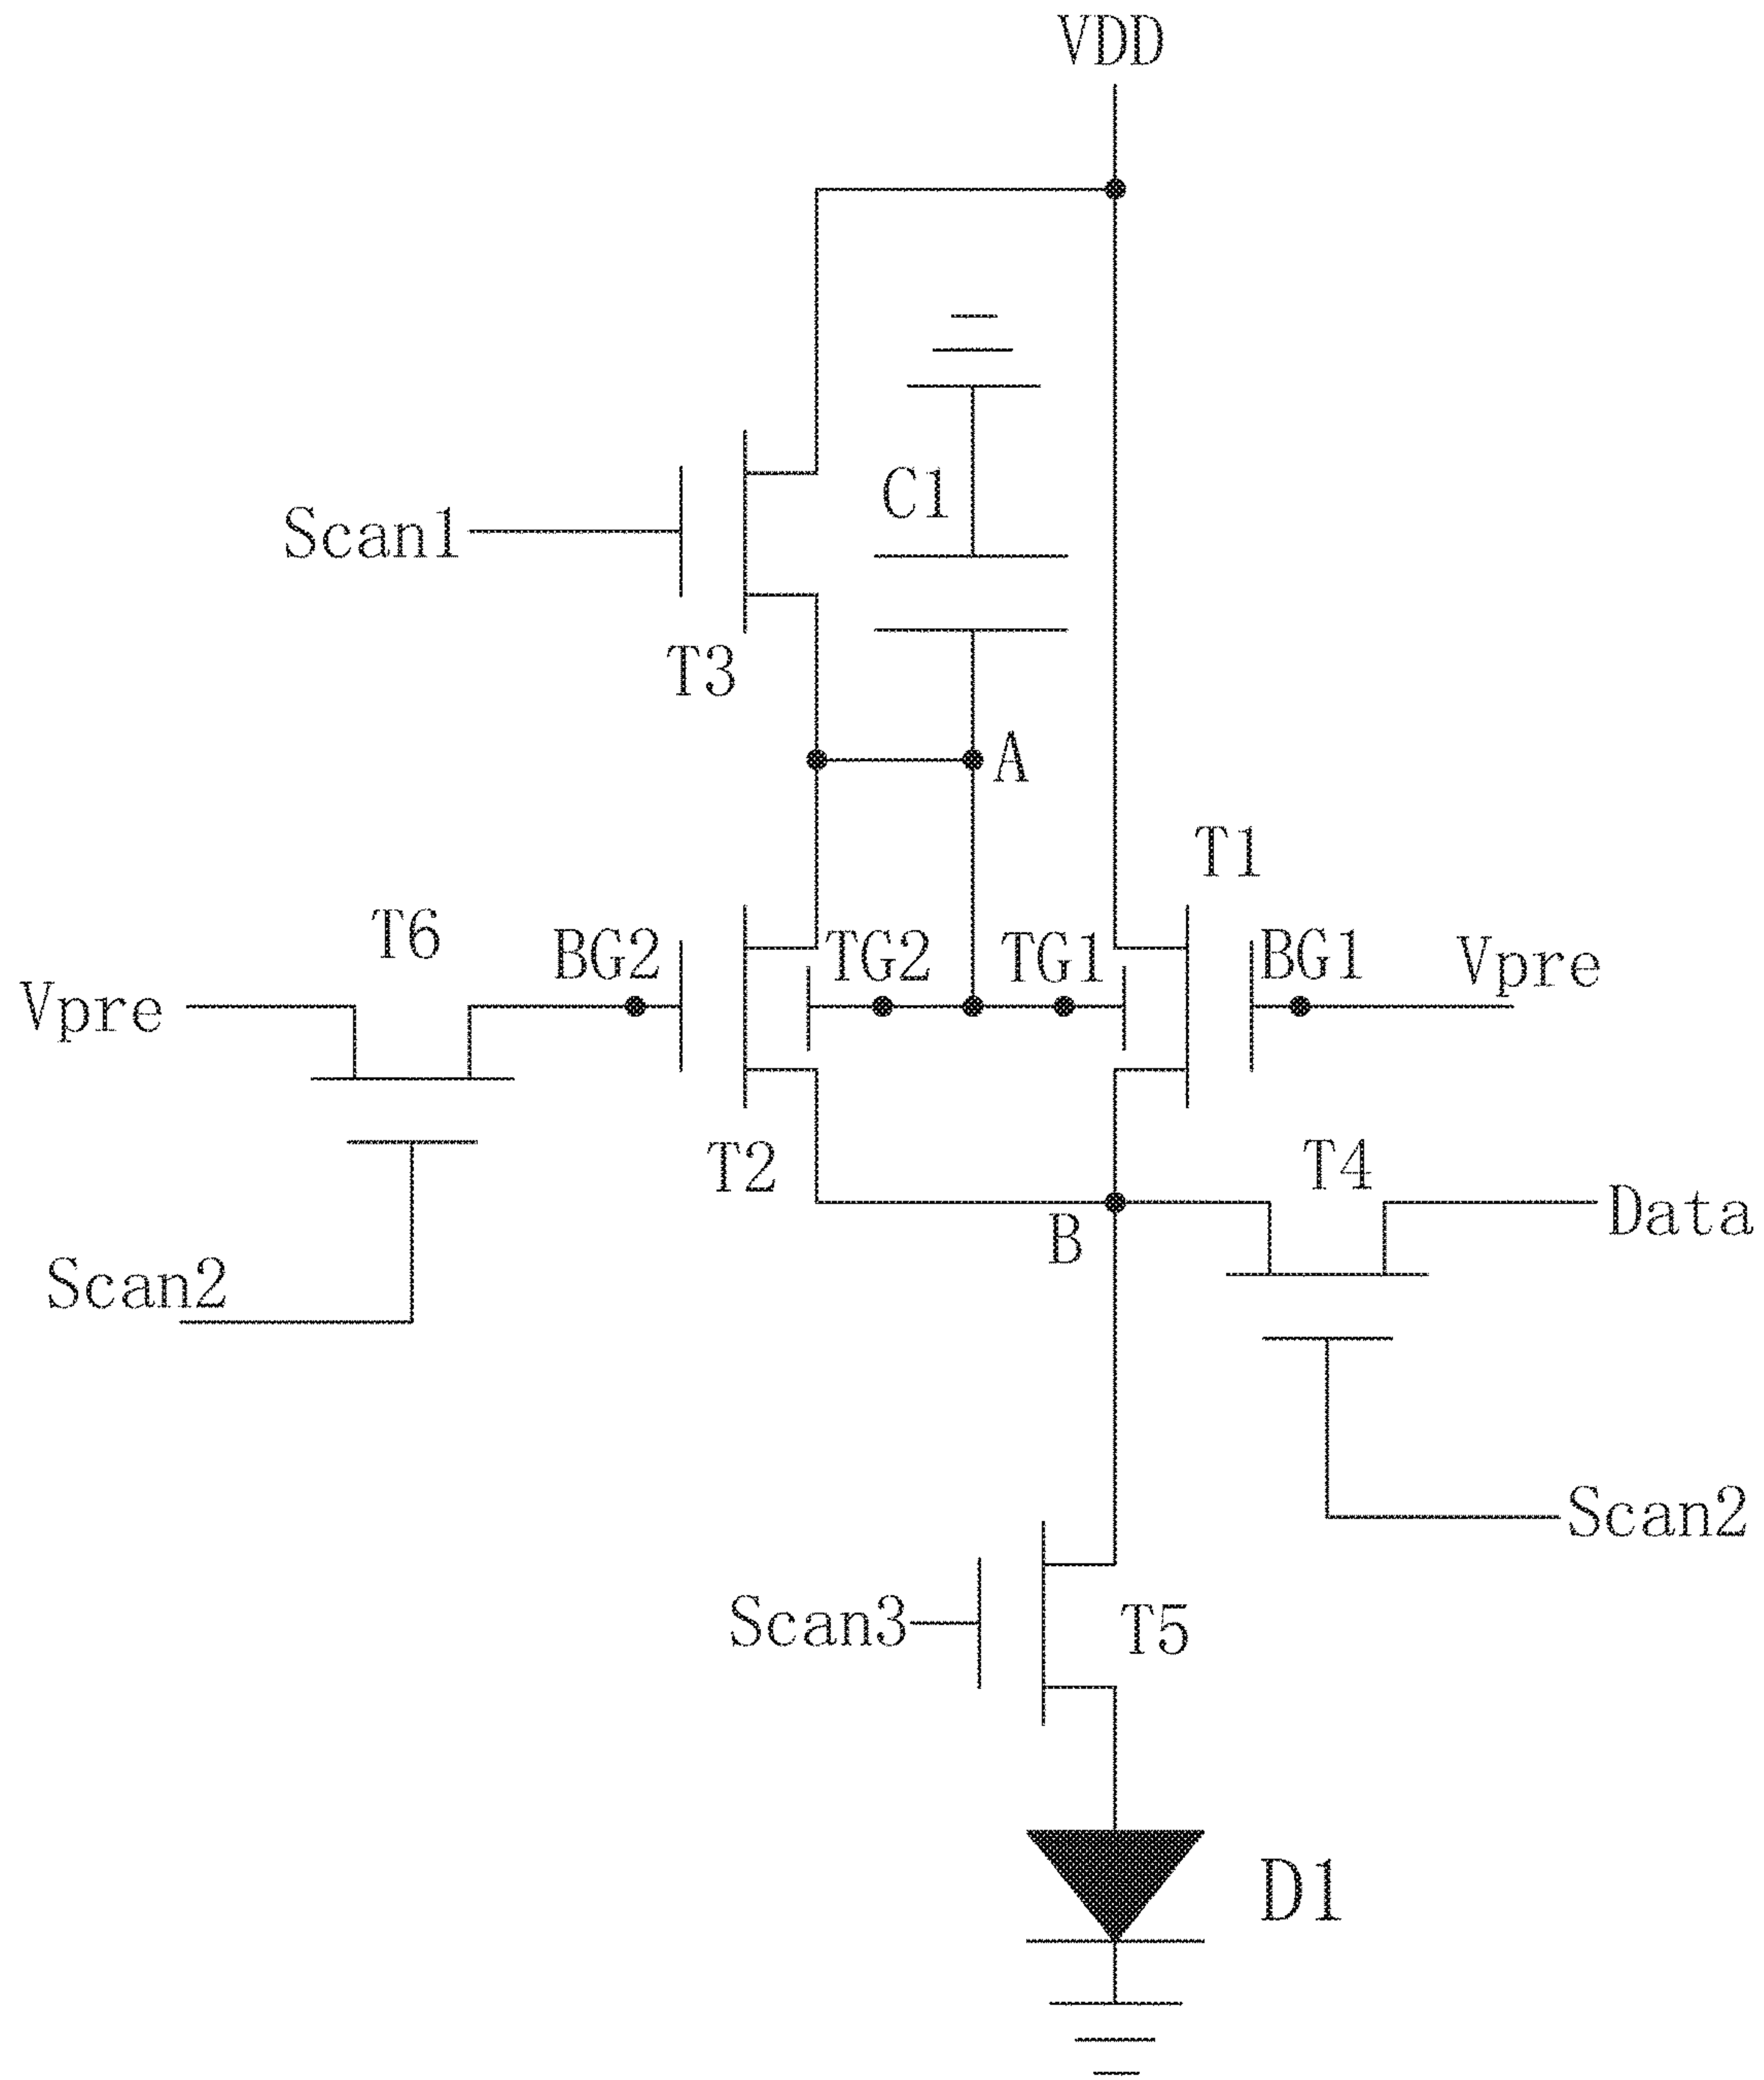 VDD
C1
Scan1
T3
A
T1
T6
BG2
TG2
TG1
BG1
Vpre
Vpre
T2
T4
Data
B
Scan2
Scan2
Scan3
T5
D1